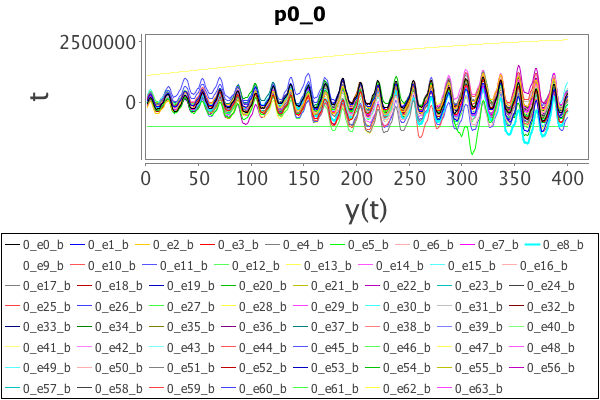 p0_0
2500000
t
0
0 50 100 150 200 250 300 350 400
y(t)
0_e0_b 0_e1_b 0_e2_b 0_e3_b 0_e4_b 0_e5_b 0_e6_b 0_e7_b 0_e8_b
0_e9_b 0_e10_b 0_e11_b 0_e12_b 0_e13_b 0_e14_b 0_e15_b 0_e16_b
0_e17_b 0_e18_b 0_e19_b 0_e20_b 0_e21_b 0_e22_b 0_e23_b 0_e24_b
0_e25_b 0_e26_b 0_e27_b 0_e28_b 0_e29_b 0_e30_b 0_e31_b 0_e32_b
0_e33_b 0_e34_b 0_e35_b 0_e36_b 0_e37_b 0_e38_b 0_e39_b 0_e40_b
0_e41_b 0_e42_b 0_e43_b 0_e44_b 0_e45_b 0_e46_b 0_e47_b 0_e48_b
0_e49_b 0_e50_b 0_e51_b 0_e52_b 0_e53_b 0_e54_b 0_e55_b 0_e56_b
0_e57_b 0_e58_b 0_e59_b 0_e60_b 0_e61_b 0_e62_b 0_e63_b